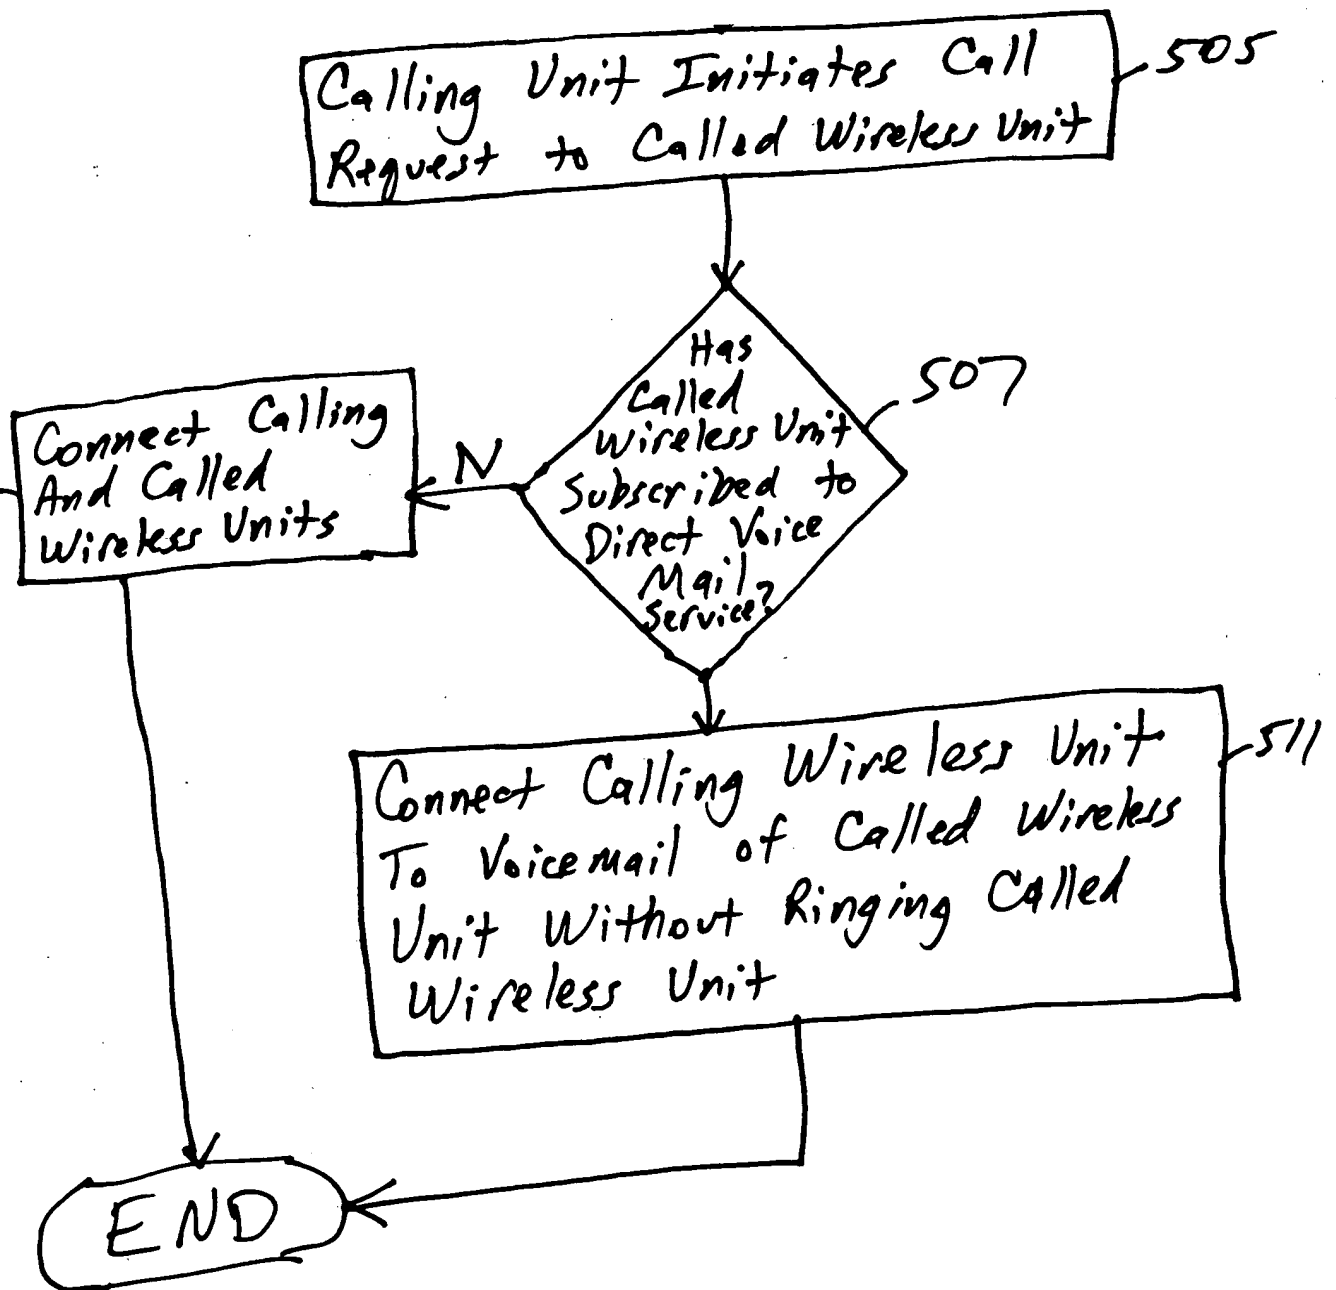 Calling Unit Initiates Call
Request to Called Wireless Unit
505
Has
Called
Wireless Unit
Subscribed to
Direct Voice
Mail
Service?
507
N
Connect Calling
And Called
Wireless Units
Connect Calling Wireless Unit
To Voicemail of Called Wireless
Unit Without Ringing Called
Wireless Unit
511
END